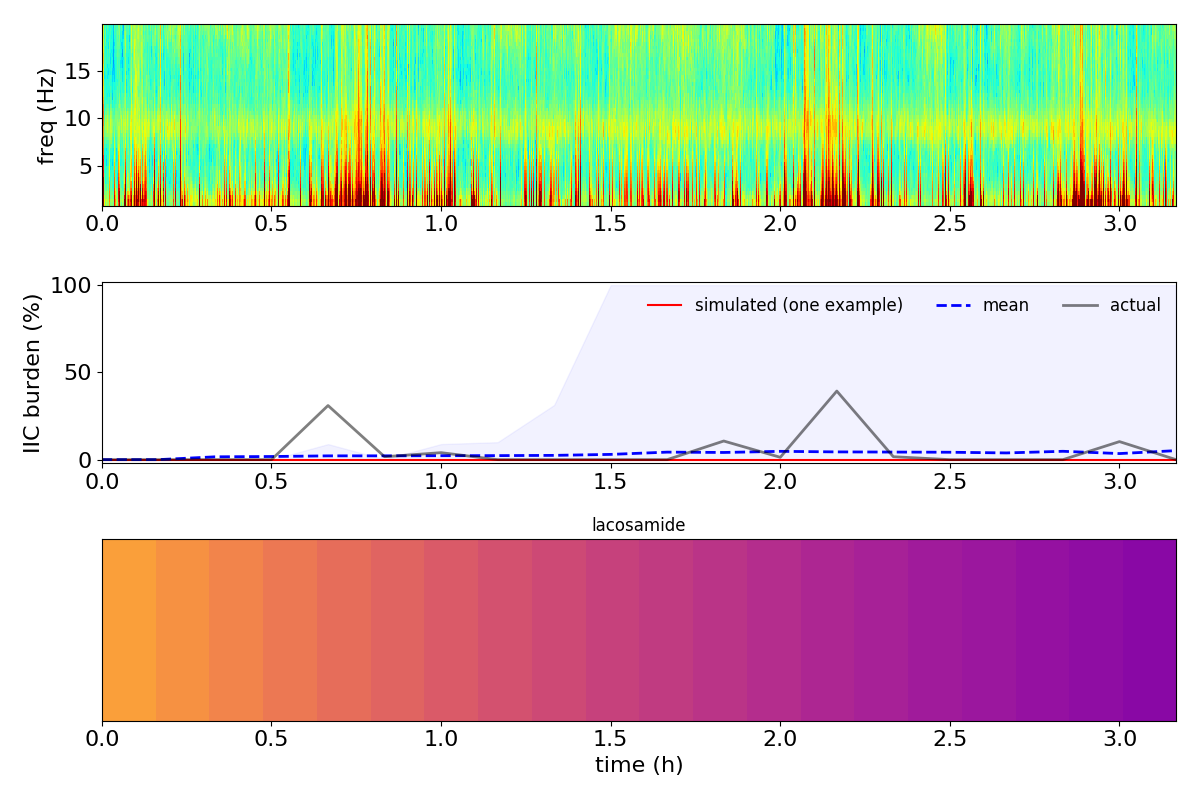 freq (Hz)
15
10
5
0.0 0.5 1.0 1.5 2.0 2.5 3.0
IIC burden (%)
100
50
0
simulated (one example) mean actual
0.0 0.5 1.0 1.5 2.0 2.5 3.0
lacosamide
0.0 0.5 1.0 1.5 2.0 2.5 3.0
time (h)